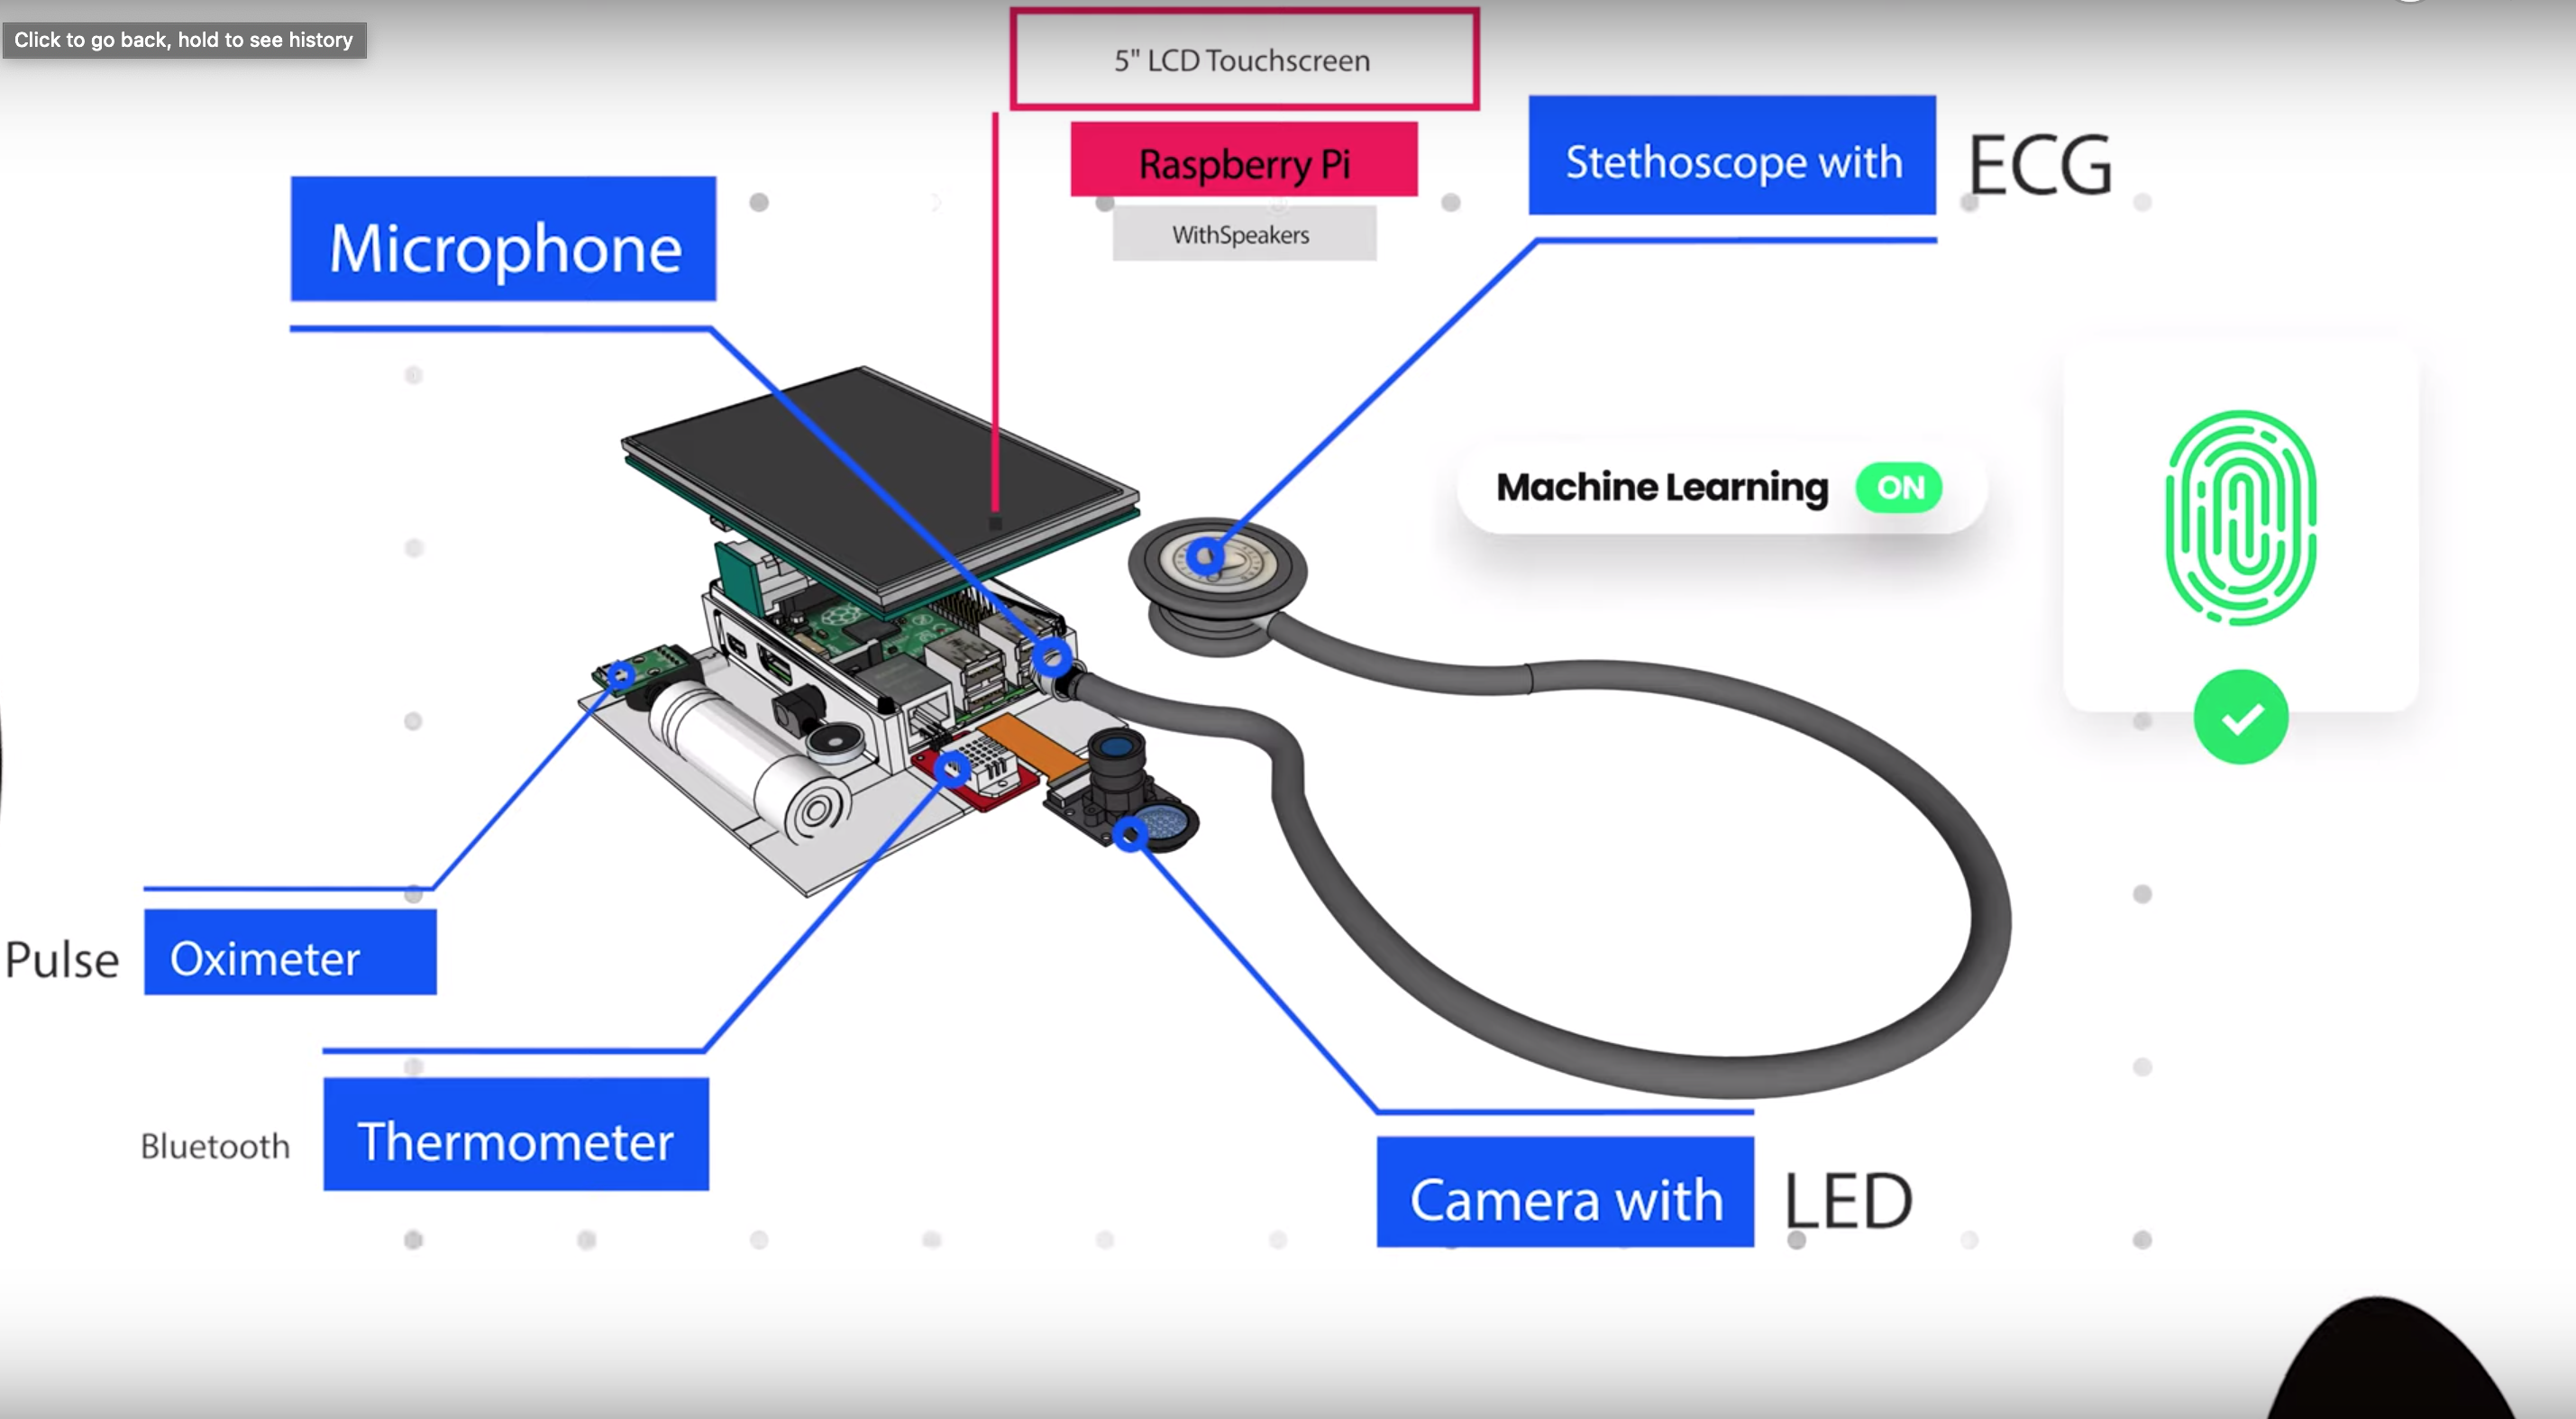 Click to go back, hold to see history
5" LCD Touchscreen
Raspberry Pi
WithSpeakers
Stethoscope with ECG
Microphone
Machine Learning ON
Pulse Oximeter
Bluetooth Thermometer
Camera with LED